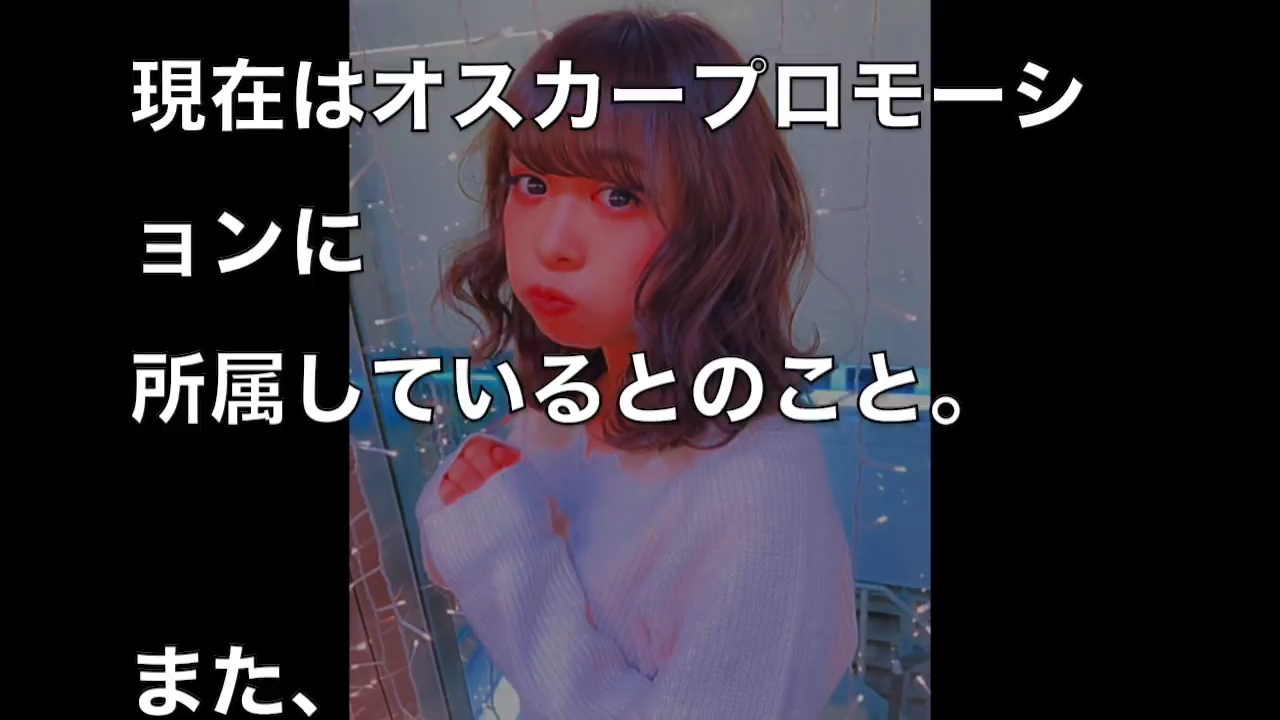 現在はオスカープロモーシ
ョンに
所属しているとのこと。
また、